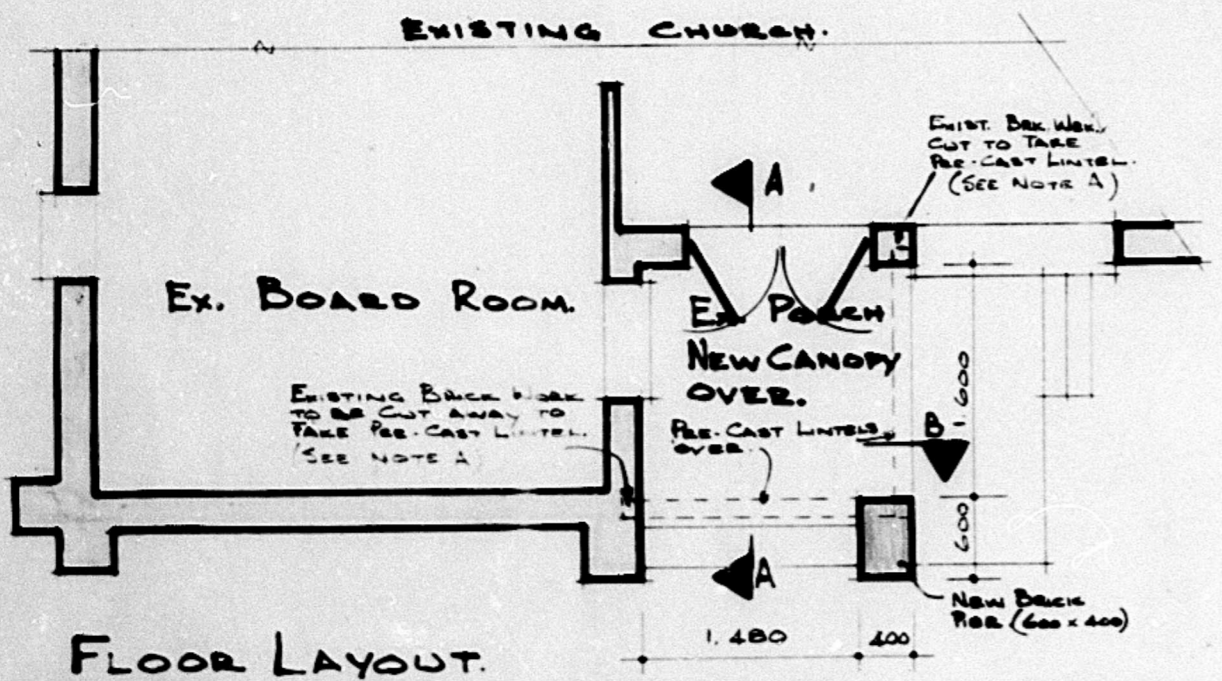 EXISTING CHURCH.
EXIST. BRK. WRK.
CUT TO TAKE
PRE-CAST LINTEL.
(SEE NOTE A)
A
EX. BOARD ROOM.
EX. PORCH
NEW CANOPY
OVER.
EXISTING BRICK WORK
TO BE CUT AWAY TO
TAKE PRE-CAST LINTEL.
(SEE NOTE A)
PRE-CAST LINTELS
OVER.
B
1.600
600
A
NEW BRICK
PIER (600 x 400)
1.480
400
FLOOR LAYOUT.